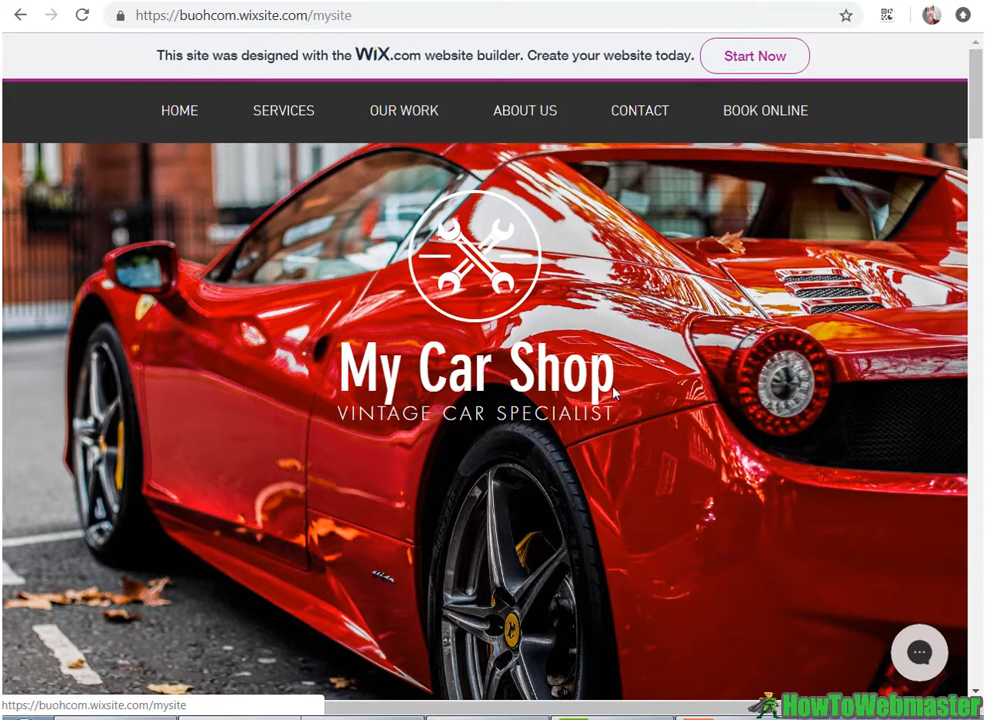 https://buohcom.wixsite.com/mysite
This site was designed with the WiX.com website builder. Create your website today. Start Now
HOME SERVICES OUR WORK ABOUT US CONTACT BOOK ONLINE
My Car Shop
VINTAGE CAR SPECIALIST
https://buohcom.wixsite.com/mysite
HowToWebmaster